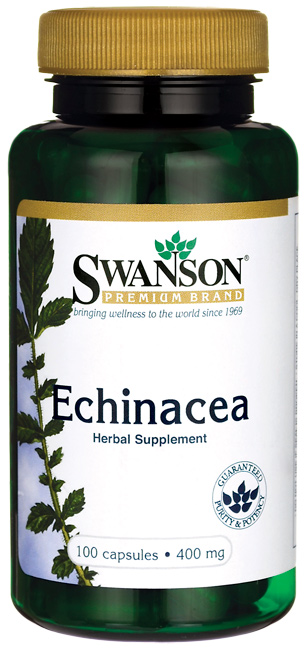 SWANSON®
PREMIUM BRAND
bringing wellness to the world since 1969
Echinacea
Herbal Supplement
GUARANTEED
PURITY & POTENCY
100 capsules • 400 mg